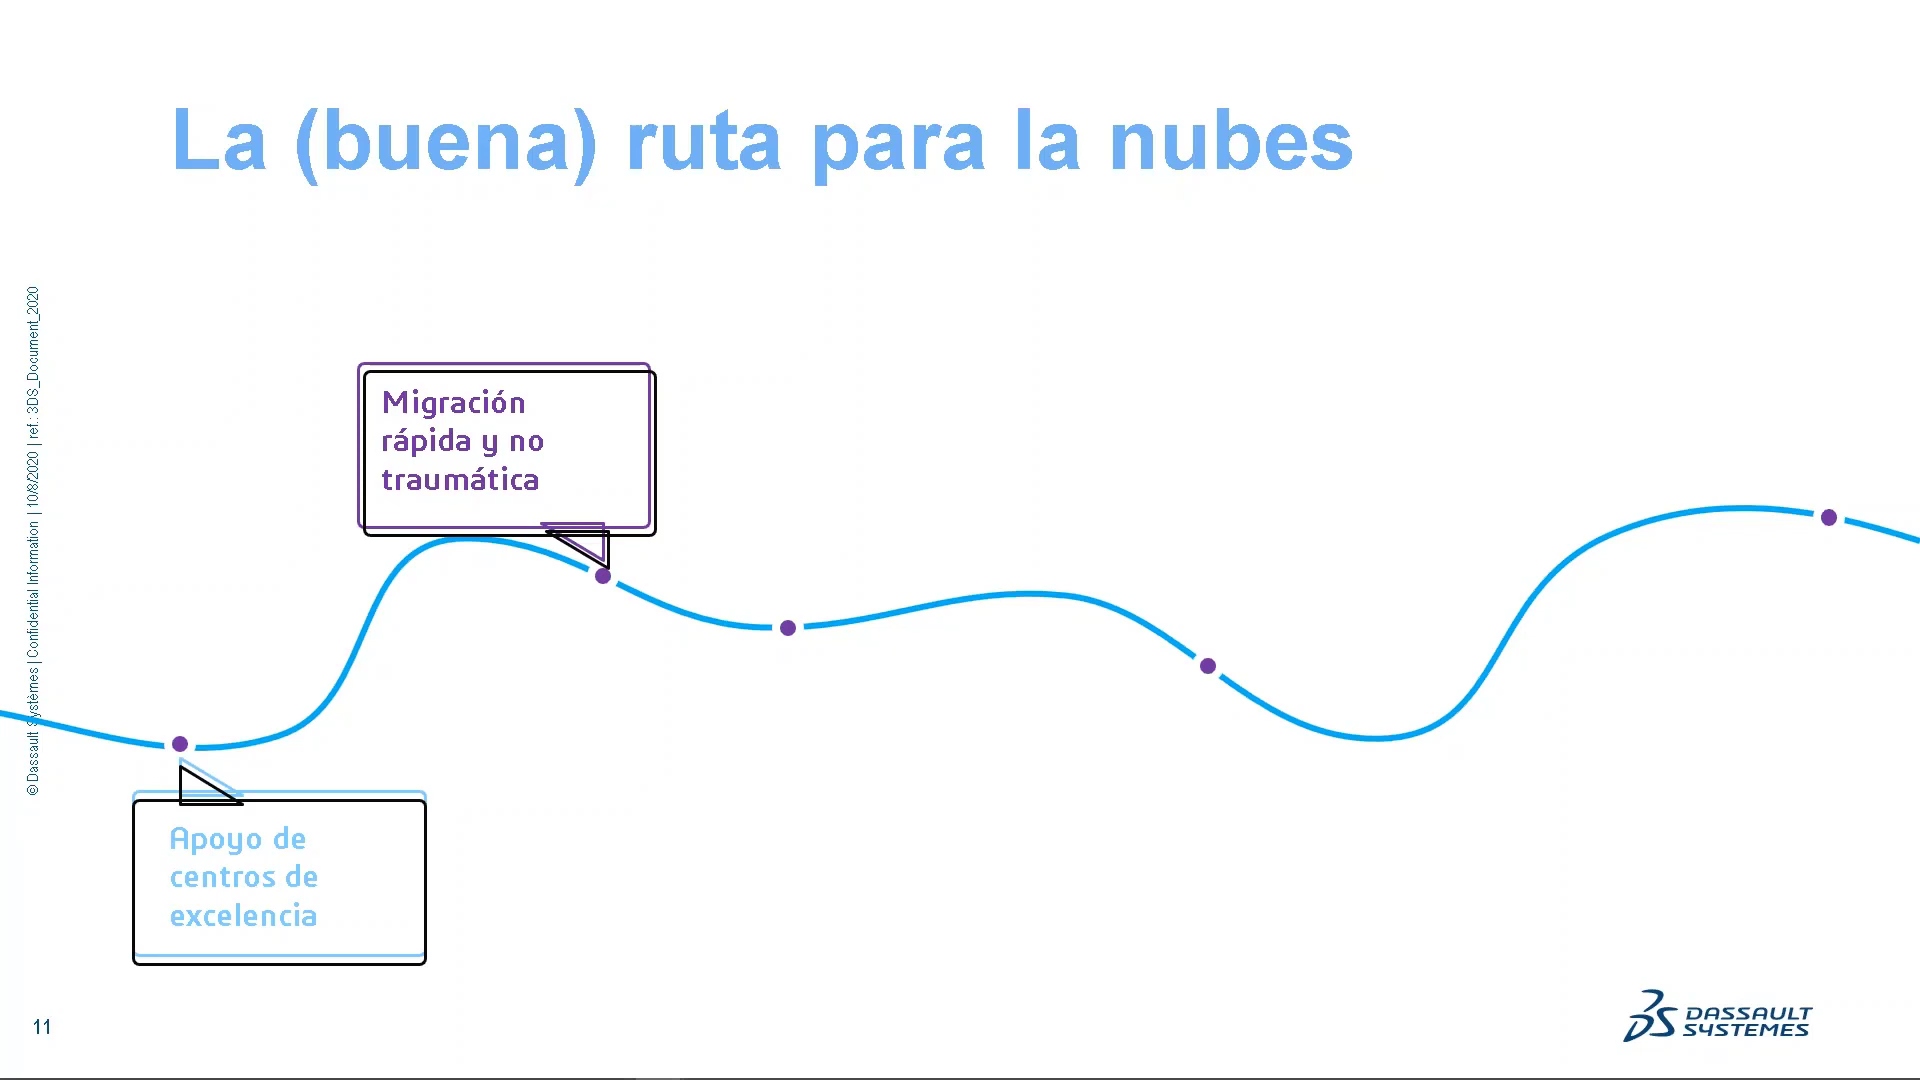 La (buena) ruta para la nubes
© Dassault Systèmes | Confidential Information | 10/8/2020 | ref.: 3DS_Document_2020
Migración
rápida y no
traumática
Apoyo de
centros de
excelencia
11
DASSAULT
SYSTEMES